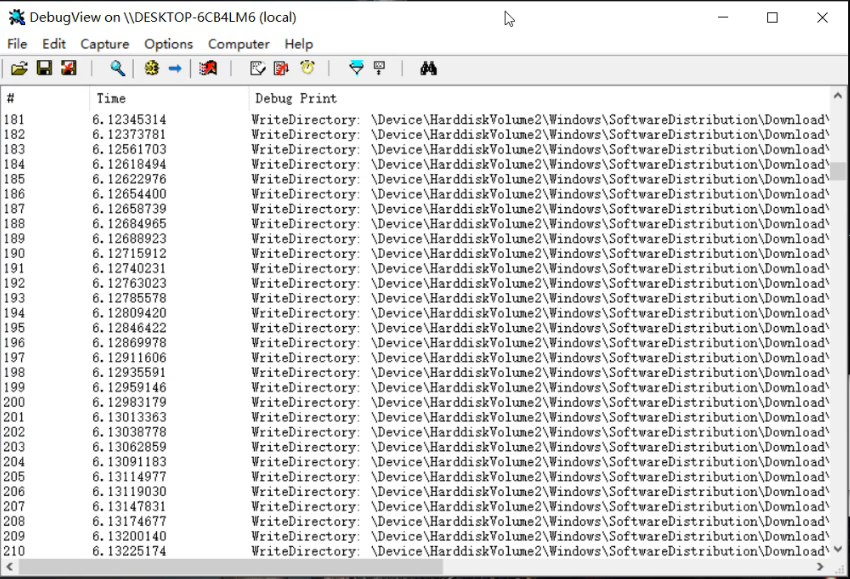 DebugView on \\DESKTOP-6CB4LM6 (local)
File Edit Capture Options Computer Help
# Time Debug Print
181 6.12345314 WriteDirectory: \Device\HarddiskVolume2\Windows\SoftwareDistribution\Download\
182 6.12373781 WriteDirectory: \Device\HarddiskVolume2\Windows\SoftwareDistribution\Download\
183 6.12561703 WriteDirectory: \Device\HarddiskVolume2\Windows\SoftwareDistribution\Download\
184 6.12618494 WriteDirectory: \Device\HarddiskVolume2\Windows\SoftwareDistribution\Download\
185 6.12622976 WriteDirectory: \Device\HarddiskVolume2\Windows\SoftwareDistribution\Download\
186 6.12654400 WriteDirectory: \Device\HarddiskVolume2\Windows\SoftwareDistribution\Download\
187 6.12658739 WriteDirectory: \Device\HarddiskVolume2\Windows\SoftwareDistribution\Download\
188 6.12684965 WriteDirectory: \Device\HarddiskVolume2\Windows\SoftwareDistribution\Download\
189 6.12688923 WriteDirectory: \Device\HarddiskVolume2\Windows\SoftwareDistribution\Download\
190 6.12715912 WriteDirectory: \Device\HarddiskVolume2\Windows\SoftwareDistribution\Download\
191 6.12740231 WriteDirectory: \Device\HarddiskVolume2\Windows\SoftwareDistribution\Download\
192 6.12763023 WriteDirectory: \Device\HarddiskVolume2\Windows\SoftwareDistribution\Download\
193 6.12785578 WriteDirectory: \Device\HarddiskVolume2\Windows\SoftwareDistribution\Download\
194 6.12809420 WriteDirectory: \Device\HarddiskVolume2\Windows\SoftwareDistribution\Download\
195 6.12846422 WriteDirectory: \Device\HarddiskVolume2\Windows\SoftwareDistribution\Download\
196 6.12869978 WriteDirectory: \Device\HarddiskVolume2\Windows\SoftwareDistribution\Download\
197 6.12911606 WriteDirectory: \Device\HarddiskVolume2\Windows\SoftwareDistribution\Download\
198 6.12935591 WriteDirectory: \Device\HarddiskVolume2\Windows\SoftwareDistribution\Download\
199 6.12959146 WriteDirectory: \Device\HarddiskVolume2\Windows\SoftwareDistribution\Download\
200 6.12983179 WriteDirectory: \Device\HarddiskVolume2\Windows\SoftwareDistribution\Download\
201 6.13013363 WriteDirectory: \Device\HarddiskVolume2\Windows\SoftwareDistribution\Download\
202 6.13038778 WriteDirectory: \Device\HarddiskVolume2\Windows\SoftwareDistribution\Download\
203 6.13062859 WriteDirectory: \Device\HarddiskVolume2\Windows\SoftwareDistribution\Download\
204 6.13091183 WriteDirectory: \Device\HarddiskVolume2\Windows\SoftwareDistribution\Download\
205 6.13114977 WriteDirectory: \Device\HarddiskVolume2\Windows\SoftwareDistribution\Download\
206 6.13119030 WriteDirectory: \Device\HarddiskVolume2\Windows\SoftwareDistribution\Download\
207 6.13147831 WriteDirectory: \Device\HarddiskVolume2\Windows\SoftwareDistribution\Download\
208 6.13174677 WriteDirectory: \Device\HarddiskVolume2\Windows\SoftwareDistribution\Download\
209 6.13200140 WriteDirectory: \Device\HarddiskVolume2\Windows\SoftwareDistribution\Download\
210 6.13225174 WriteDirectory: \Device\HarddiskVolume2\Windows\SoftwareDistribution\Download\